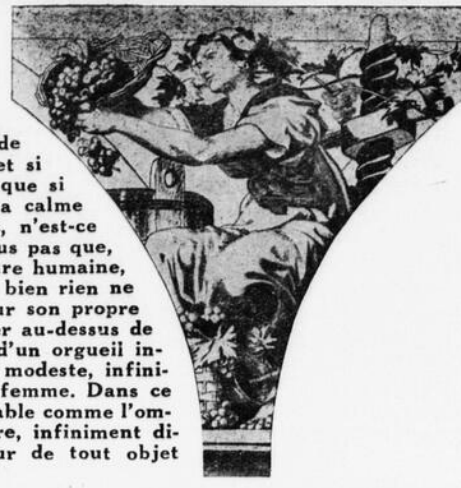 de
et si
que si
a calme
, n'est-ce
us pas que,
re humaine,
bien rien ne
ur son propre
er au-dessus de
d'un orgueil in-
modeste, infini-
femme. Dans ce
able comme l'om-
re, infiniment di-
ur de tout objet